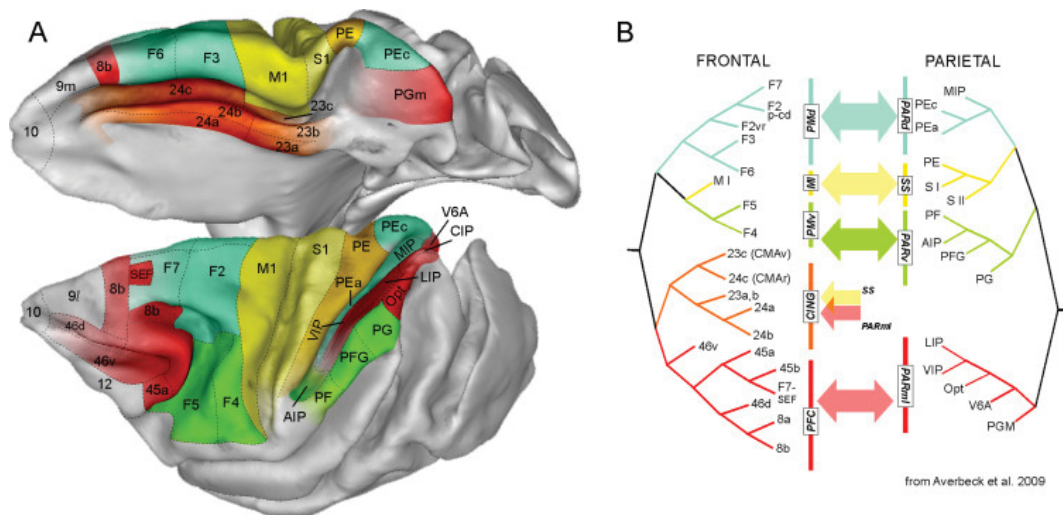 A
PE
8b
F6
F3
S1
PEc
9m
M1
24c
PGm
24b
23c
10
24a
23b
23a
V6A
PEc
CIP
S1
PE
MIP
SEF
F7
F2
M1
LIP
9l
8b
PEa
Opt
10
8b
46d
VIP
PG
46v
PFG
12
45a
F5
F4
AIP
PF
B
FRONTAL
PARIETAL
F7
F2
p-cd
F2vr
F3
F6
M I
F5
F4
23c (CMAv)
24c (CMAr)
23a,b
24a
24b
46v
45a
45b
F7-
SEF
46d
8a
8b
PMd
MI
PMv
CING
PFC
SS
PARml
PARd
SS
PARv
PARml
MIP
PEc
PEa
PE
S I
S II
PF
AIP
PFG
PG
LIP
VIP
Opt
V6A
PGM
from Averbeck et al. 2009